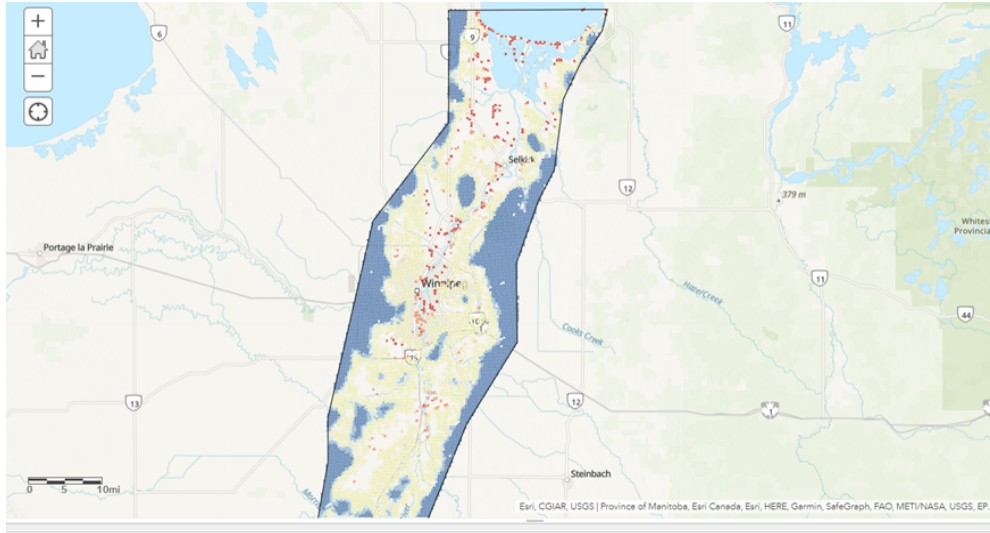 +
−
6
9
11
Selkirk
12
379 m
Whites
Provincia
Portage la Prairie
Winnipeg
11
Hazel Creek
44
Cooks Creek
13
12
1
Steinbach
0 5 10mi
Esri, CGIAR, USGS | Province of Manitoba, Esri Canada, Esri, HERE, Garmin, SafeGraph, FAO, METI/NASA, USGS, EP.